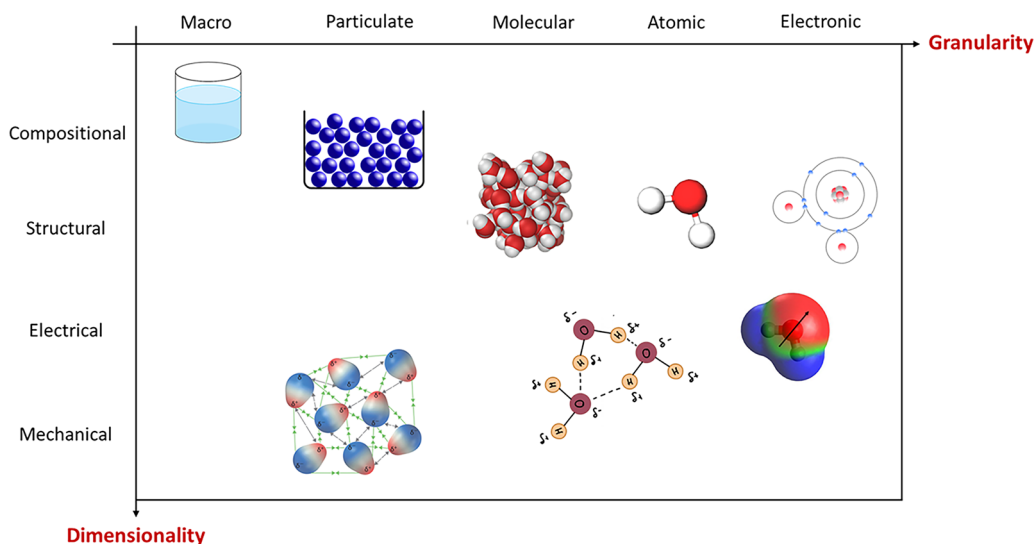 Macro
Particulate
Molecular
Atomic
Electronic
Granularity
Compositional
Structural
Electrical
Mechanical
Dimensionality
δ-
O
H
δ+
δ-
O
H
δ+
H
δ+
H
δ+
δ+
H
O
δ-
H
δ+